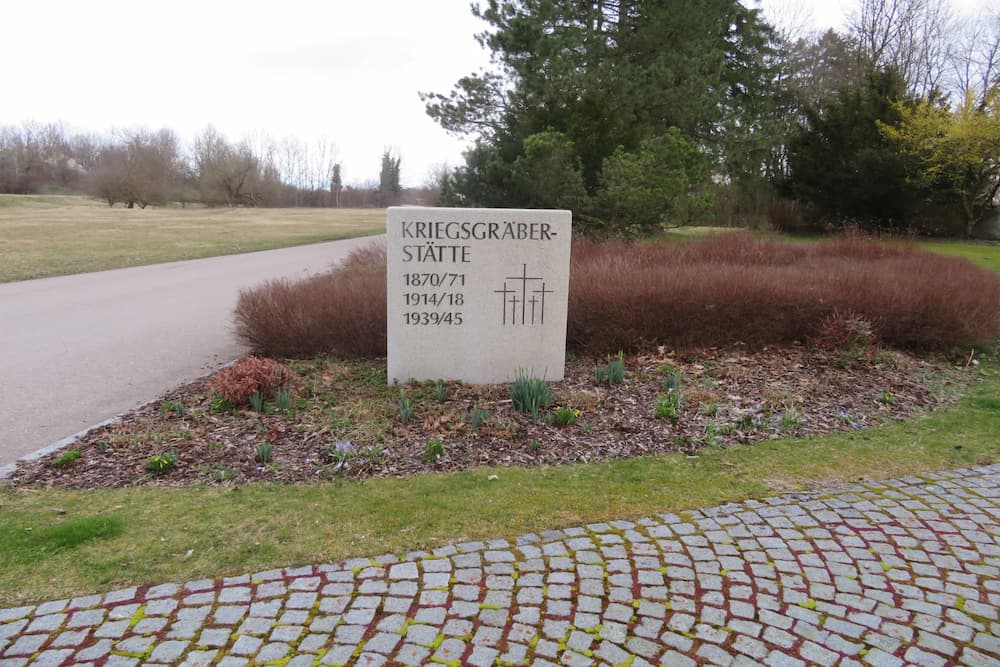 KRIEGSGRÄBER-
STÄTTE
1870/71
1914/18
1939/45